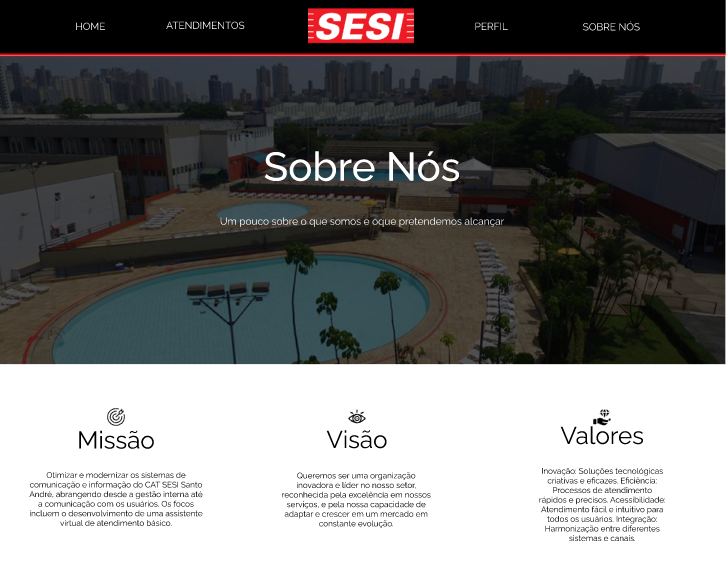 HOME
ATENDIMENTOS
SESI
PERFIL
SOBRE NÓS
Sobre Nós
Um pouco sobre o que somos e oque pretendemos alcançar
Missão
Otimizar e modernizar os sistemas de
comunicação e informação do CAT SESI Santo
André, abrangendo desde a gestão interna até
a comunicação com os usuários. Os focos
incluem o desenvolvimento de uma assistente
virtual de atendimento básico.
Visão
Queremos ser uma organização
inovadora e líder no nosso setor,
reconhecida pela excelência em nossos
serviços, e pela nossa capacidade de
adaptar e crescer em um mercado em
constante evolução.
Valores
Inovação: Soluções tecnológicas
criativas e eficazes. Eficiência:
Processos de atendimento
rápidos e precisos. Acessibilidade:
Atendimento fácil e intuitivo para
todos os usuários. Integração:
Harmonização entre diferentes
sistemas e canais.